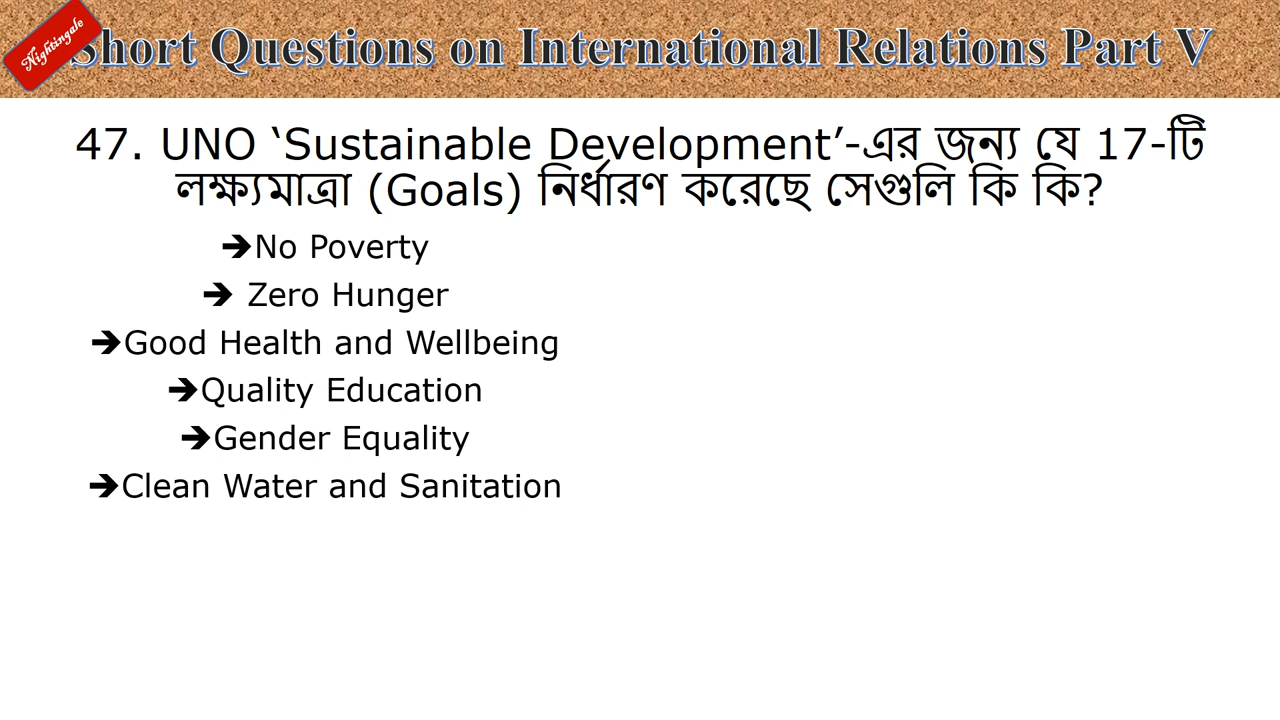 Nightingale
Short Questions on International Relations Part V
47. UNO ‘Sustainable Development’-এর জন্য যে 17-টি
লক্ষ্যমাত্রা (Goals) নির্ধারণ করেছে সেগুলি কি কি?
➔No Poverty
➔ Zero Hunger
➔Good Health and Wellbeing
➔Quality Education
➔Gender Equality
➔Clean Water and Sanitation